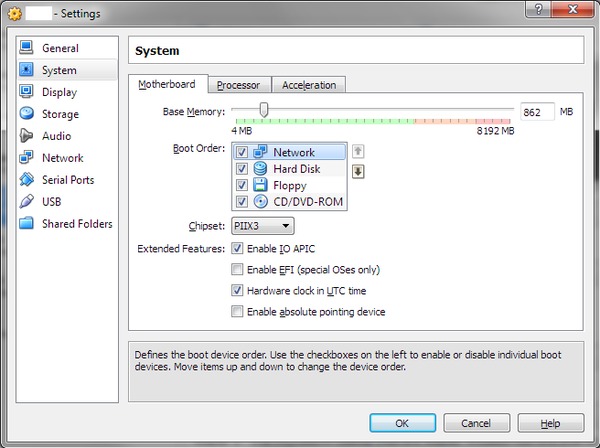 - Settings
?
General
System
Display
Storage
Audio
Network
Serial Ports
USB
Shared Folders
System
Motherboard Processor Acceleration
Base Memory: 862 MB
4 MB 8192 MB
Boot Order: Network
Hard Disk
Floppy
CD/DVD-ROM
Chipset: PIIX3
Extended Features: Enable IO APIC
Enable EFI (special OSes only)
Hardware clock in UTC time
Enable absolute pointing device
Defines the boot device order. Use the checkboxes on the left to enable or disable individual boot
devices. Move items up and down to change the device order.
OK Cancel Help